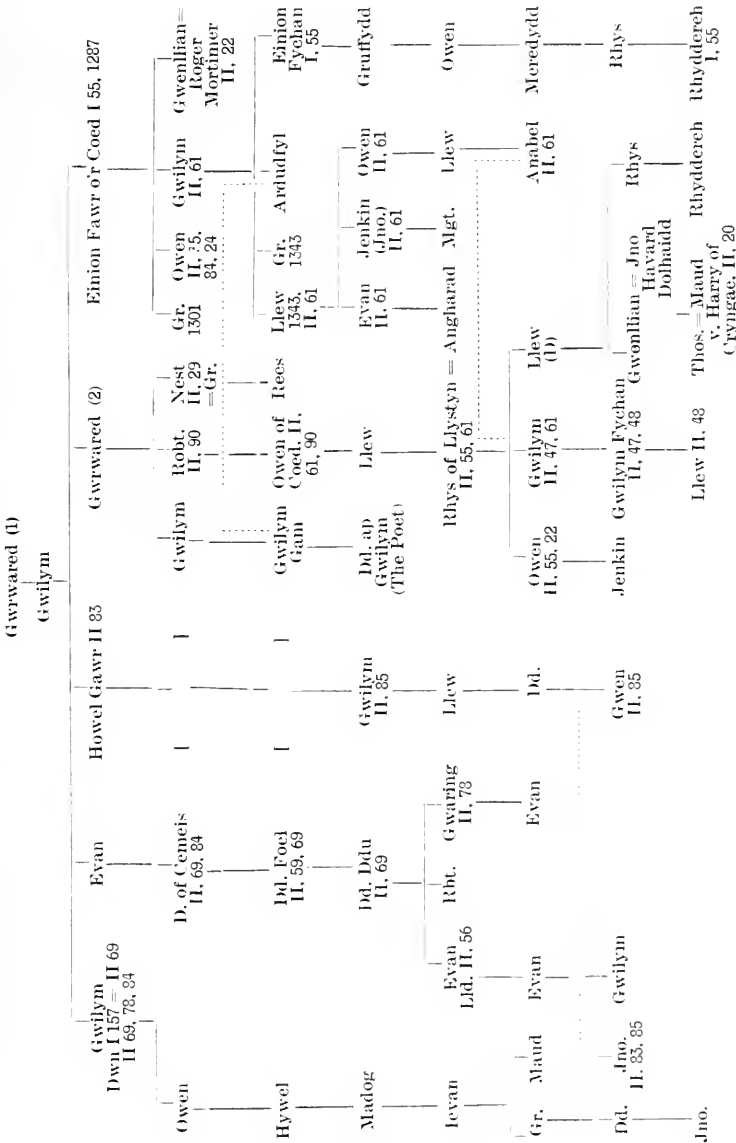 Gwrwared (1)
Gwilym
Gwilym
Dwn I 157 = II 69
II 69, 78, 84
Evan
Howel Gawr II 83
Gwrwared (2)
Einion Fawr o'r Coed I 55, 1287
Owen
D. of Cemeis
II, 69, 84
Gwilym
Robt.
II, 90
Nest
II, 29
=Gr.
Gr.
1301
Owen
II, 15,
84, 24
Gwilym
II, 61
Gwenllian=
Roger
Mortimer
II, 22
Hywel
Dd. Foel
II, 59, 69
Gwilym
Gam
Owen of
Coed, II,
61, 90
Rees
Llew
1343,
II, 61
Gr.
1343
Ardudfyl
Einion
Fychan
I, 55
Madog
Dd. Ddu
II, 69
Gwilym
II, 85
Dd. ap
Gwilym
(The Poet)
Llew
Evan
II. 61
Jenkin
(Jno.)
II, 61
Owen
II, 61
Gruffydd
Ievan
Evan
Lld. II, 56
Rbt.
Gwaring
II, 78
Llew
Rhys of Llystyn = Angharad
II, 55, 61
Mgt.
Llew
Owen
Gr.
Maud
Evan
Evan
Dd.
Owen
II, 55, 22
Gwilym
II, 47, 61
Llew
(D)
Anabel
II, 61
Meredydd
Dd.
Jno.
II. 83, 85
Gwilym
Gwen
II, 85
Jenkin
Gwilym Fychan
II, 47, 48
Gwenllian = Jno
Havard
Dolhaidd
Rhys
Rhys
Jno.
Llew II, 48
Thos. = Maud
v. Harry of
Cryngae, II, 20
Rhydderch
Rhydderch
I, 55